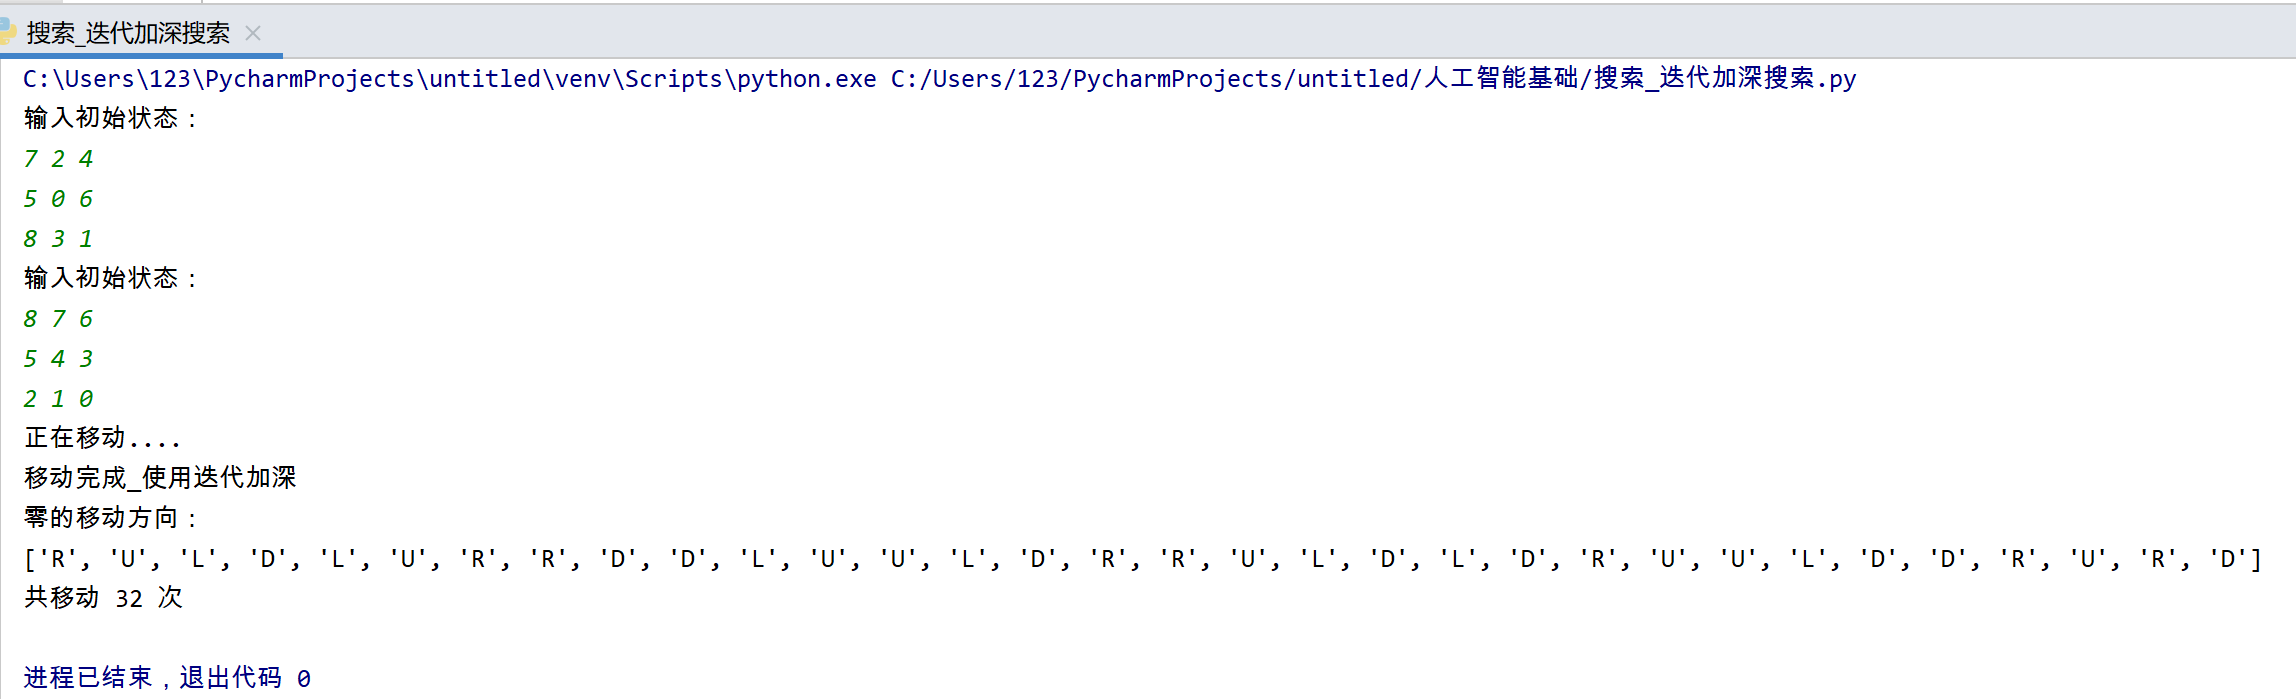 搜索_迭代加深搜索
C:\Users\123\PycharmProjects\untitled\venv\Scripts\python.exe C:/Users/123/PycharmProjects/untitled/人工智能基础/搜索_迭代加深搜索.py
输入初始状态：
7 2 4
5 0 6
8 3 1
输入初始状态：
8 7 6
5 4 3
2 1 0
正在移动....
移动完成_使用迭代加深
零的移动方向：
['R', 'U', 'L', 'D', 'L', 'U', 'R', 'R', 'D', 'D', 'L', 'U', 'U', 'L', 'D', 'R', 'R', 'U', 'L', 'D', 'L', 'D', 'R', 'U', 'U', 'L', 'D', 'D', 'R', 'U', 'R', 'D']
共移动 32 次
进程已结束，退出代码 0